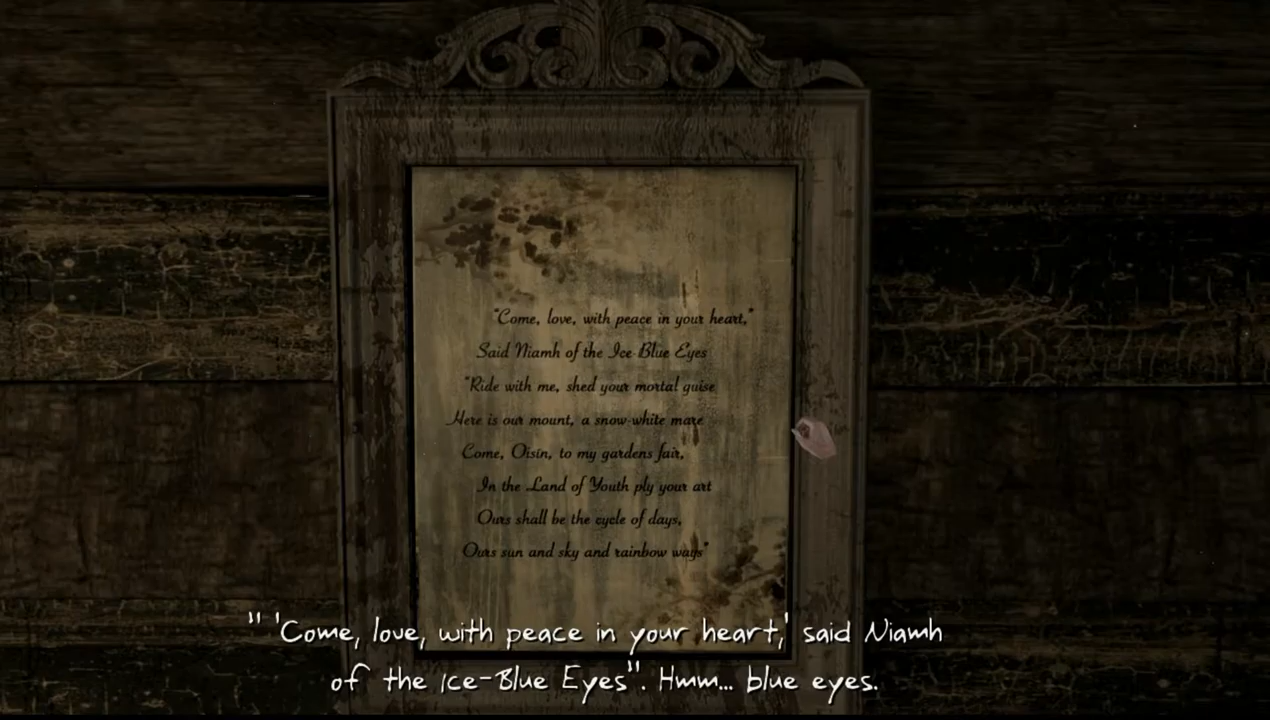 "Come, love, with peace in your heart,"
Said Niamh of the Ice-Blue Eyes
"Ride with me, shed your mortal guise
Here is our mount, a snow-white mare
Come, Oisin, to my gardens fair,
In the Land of Youth ply your art
Ours shall be the cycle of days,
Ours sun and sky and rainbow ways"
" 'Come, love, with peace in your heart,' said Niamh
of the Ice-Blue Eyes". Hmm... blue eyes.